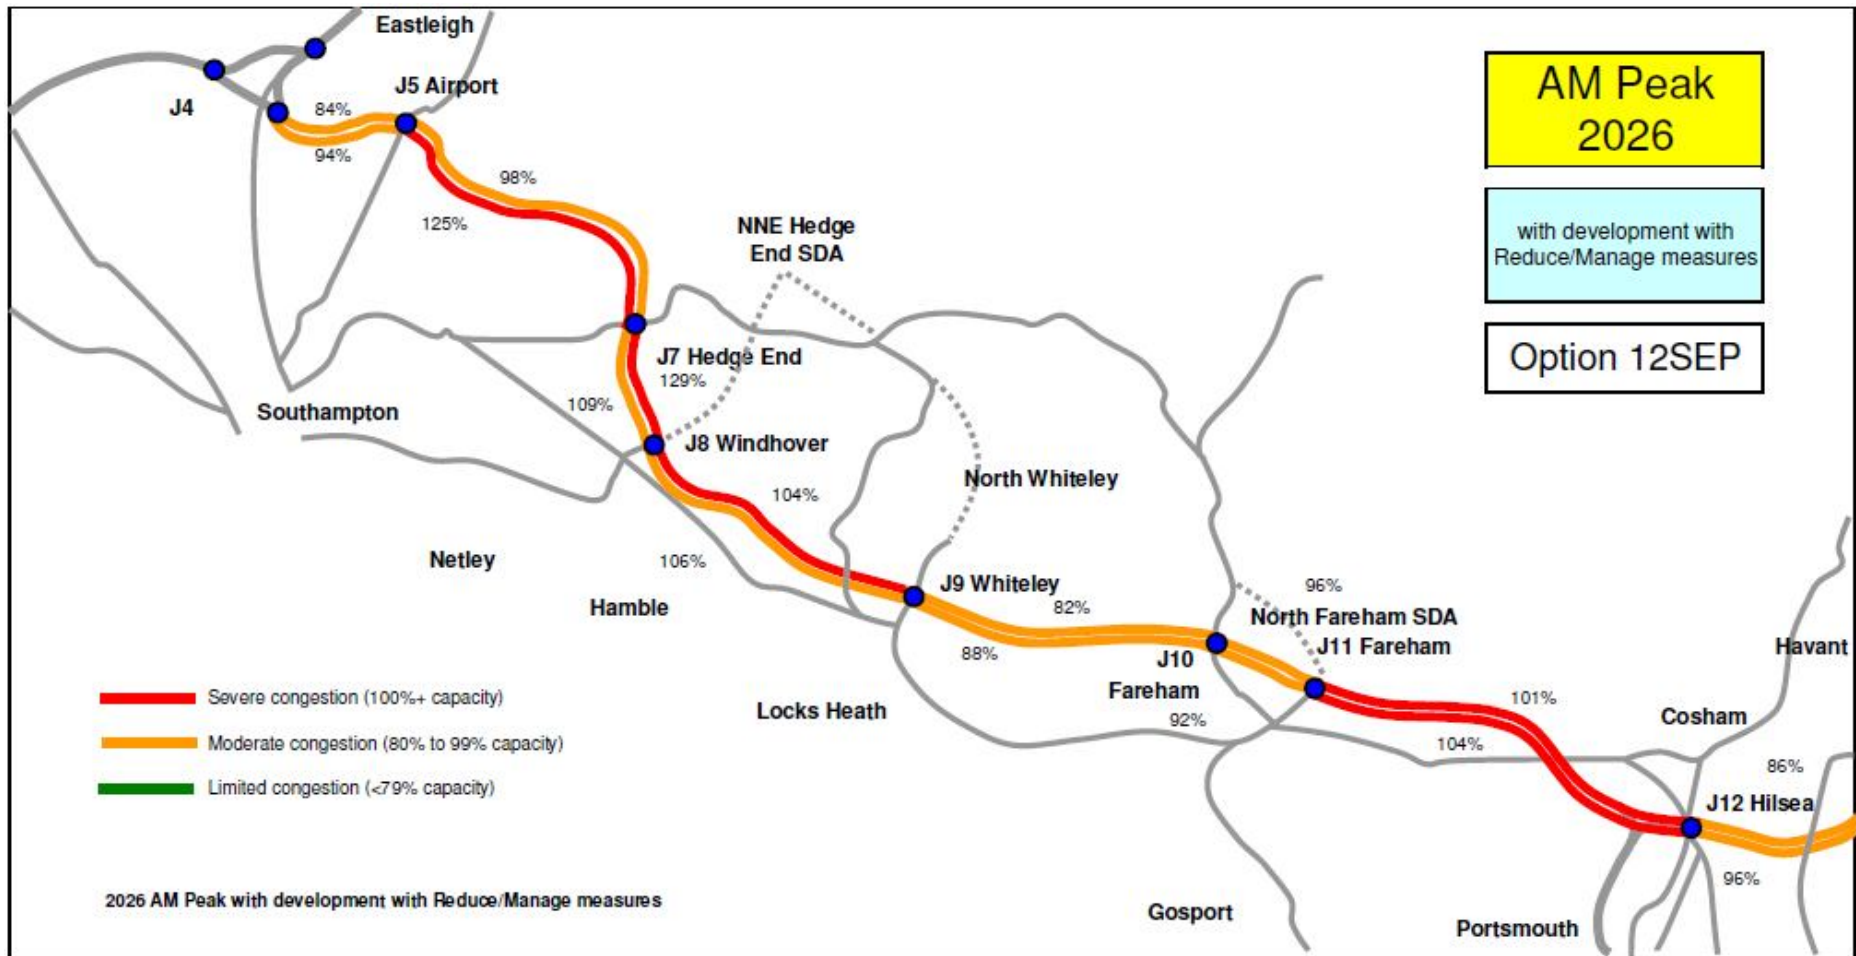 Eastleigh
AM Peak
2026
J5 Airport
J4
84%
94%
98%
125%
NNE Hedge
End SDA
with development with
Reduce/Manage measures
Option 12SEP
J7 Hedge End
129%
109%
Southampton
J8 Windhover
North Whiteley
104%
106%
Netley
Hamble
J9 Whiteley
82%
96%
North Fareham SDA
J11 Fareham
Havant
88%
J10
Fareham
92%
Severe congestion (100%+ capacity)
101%
Locks Heath
Cosham
Moderate congestion (80% to 99% capacity)
104%
86%
Limited congestion (<79% capacity)
J12 Hilsea
96%
2026 AM Peak with development with Reduce/Manage measures
Gosport
Portsmouth